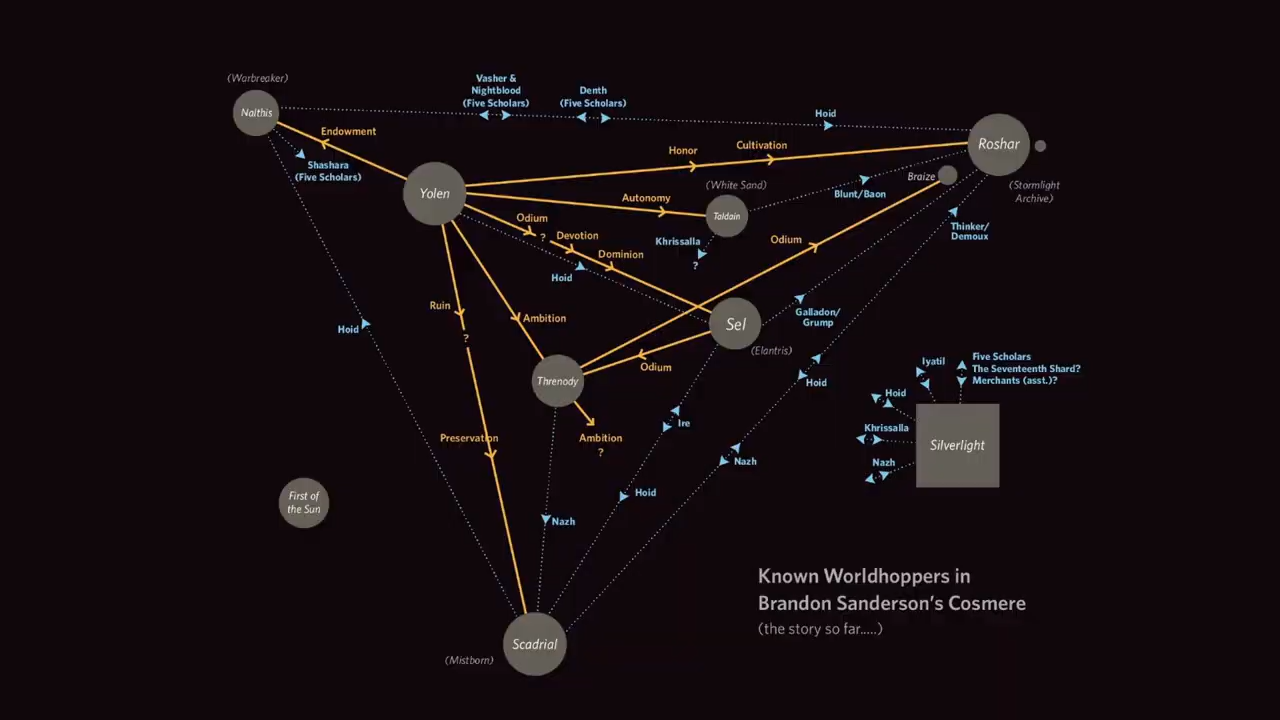 (Warbreaker)
Nalthis
Vasher &
Nightblood
(Five Scholars)
Denth
(Five Scholars)
Hoid
Endowment
Shashara
(Five Scholars)
Yolen
Honor
Cultivation
Roshar
(Stormlight
Archive)
Braize
(White Sand)
Autonomy
Taldain
Blunt/Baon
Khrissalla
?
Thinker/
Demoux
Odium
?
Devotion
Dominion
Hoid
Odium
Ruin
?
Ambition
Hoid
Sel
(Elantris)
Galladon/
Grump
Odium
Threnody
Ambition
?
Hoid
Ire
Preservation
Nazh
Hoid
Nazh
First of
the Sun
Iyatil
Five Scholars
The Seventeenth Shard?
Merchants (asst.)?
Hoid
Khrissalla
Nazh
Silverlight
Known Worldhoppers in
Brandon Sanderson's Cosmere
(the story so far.....)
Scadrial
(Mistborn)